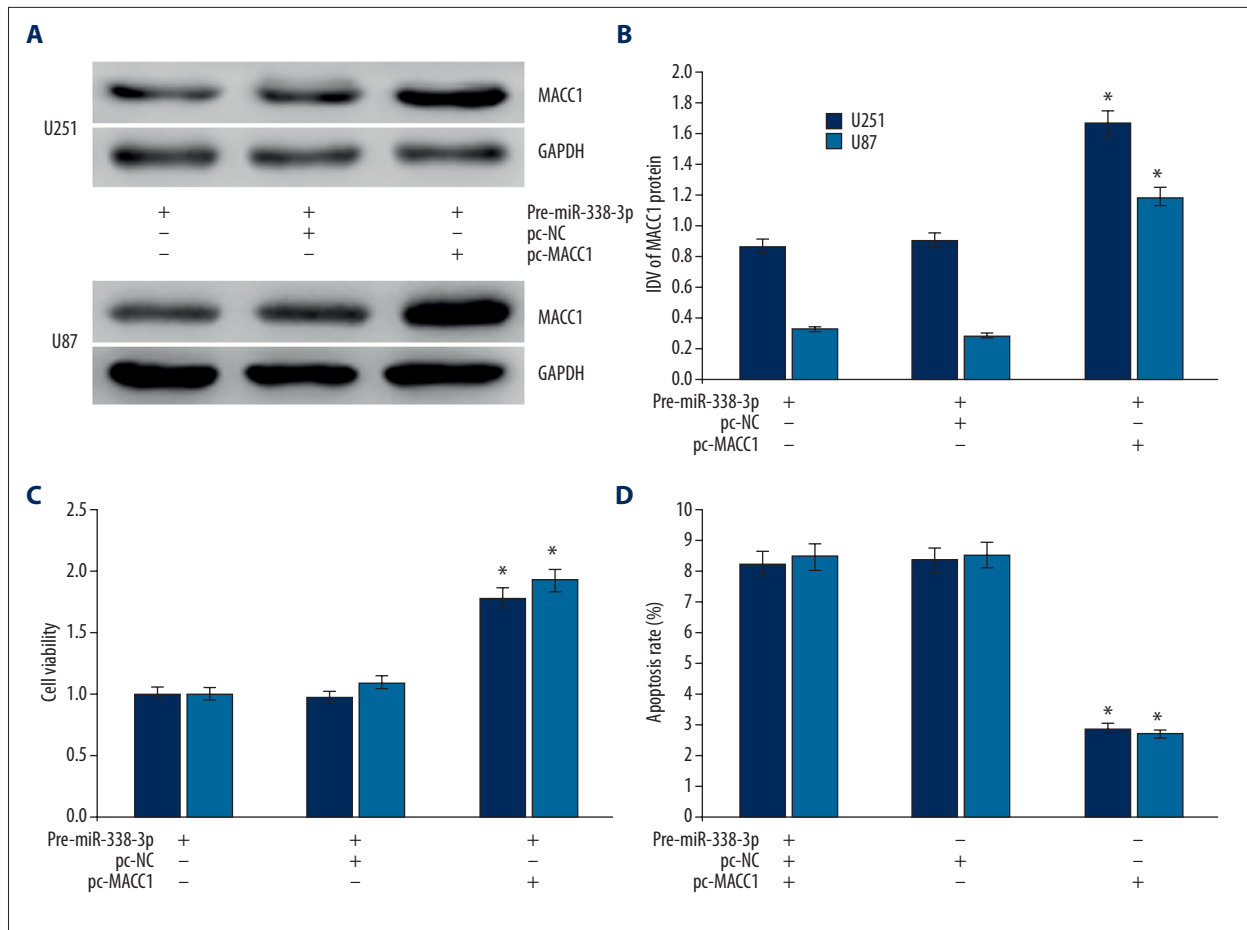 A
MACC1
U251
GAPDH
+ + + Pre-miR-338-3p
– + – pc-NC
– – + pc-MACC1
MACC1
U87
GAPDH
B
2.0
1.8
1.6
1.4
1.2
1.0
0.8
0.6
0.4
0.2
0.0
IDV of MACC1 protein
U251
U87
*
*
Pre-miR-338-3p + + +
pc-NC – + –
pc-MACC1 – – +
C
2.5
2.0
1.5
1.0
0.5
0.0
Cell viability
*
*
Pre-miR-338-3p + + +
pc-NC – + –
pc-MACC1 – – +
D
10
9
8
7
6
5
4
3
2
1
0
Apoptosis rate (%)
*
*
Pre-miR-338-3p + – –
pc-NC + + –
pc-MACC1 + – +